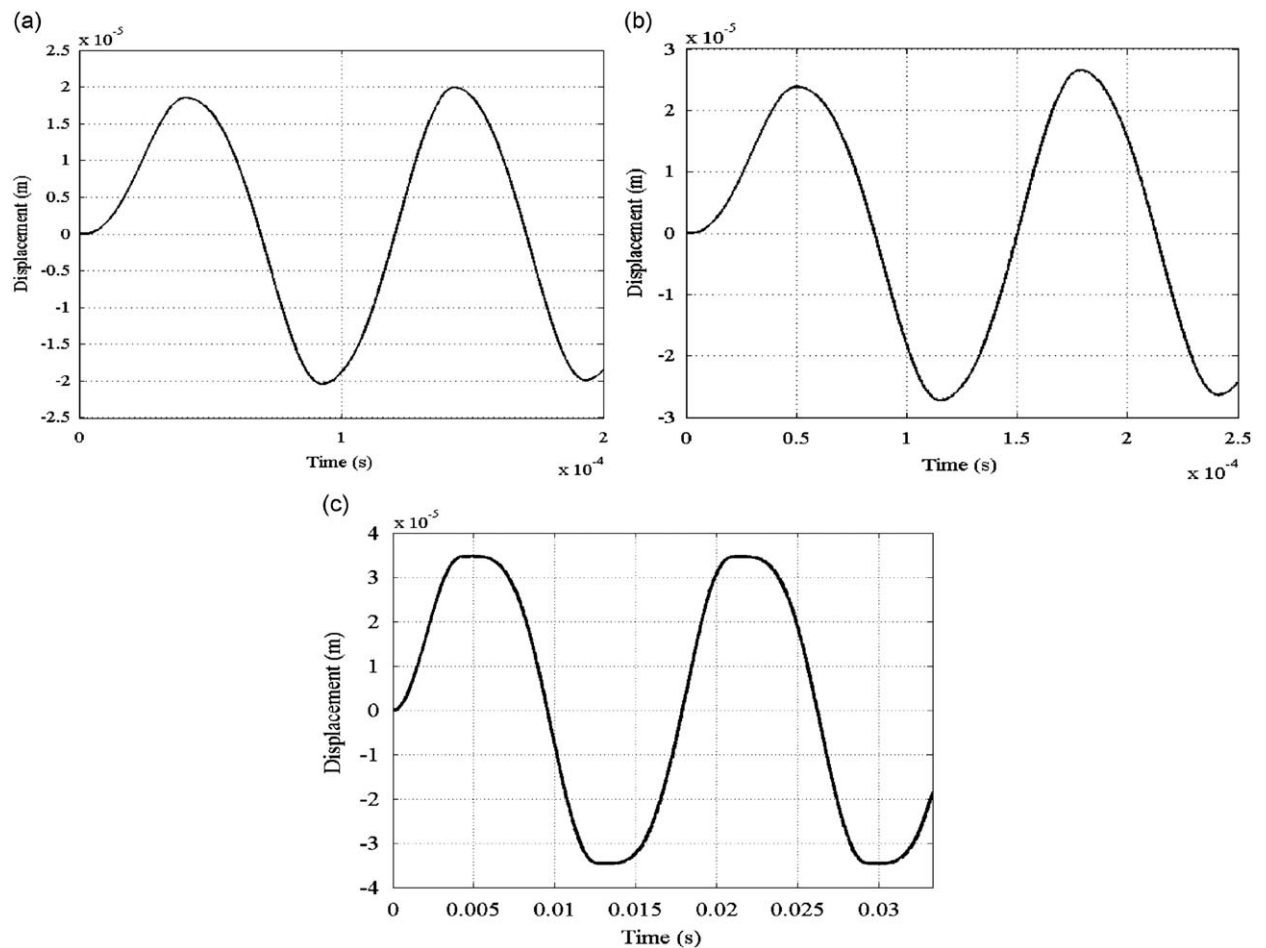 (a)
x 10-5
2.5
2
1.5
1
0.5
0
-0.5
-1
-1.5
-2
-2.5
Displacement (m)
0 1 2
Time (s)
x 10-4
(b)
x 10-5
3
2
1
0
-1
-2
-3
Displacement (m)
0 0.5 1 1.5 2 2.5
Time (s)
x 10-4
(c)
x 10-5
4
3
2
1
0
-1
-2
-3
-4
Displacement (m)
0 0.005 0.01 0.015 0.02 0.025 0.03
Time (s)